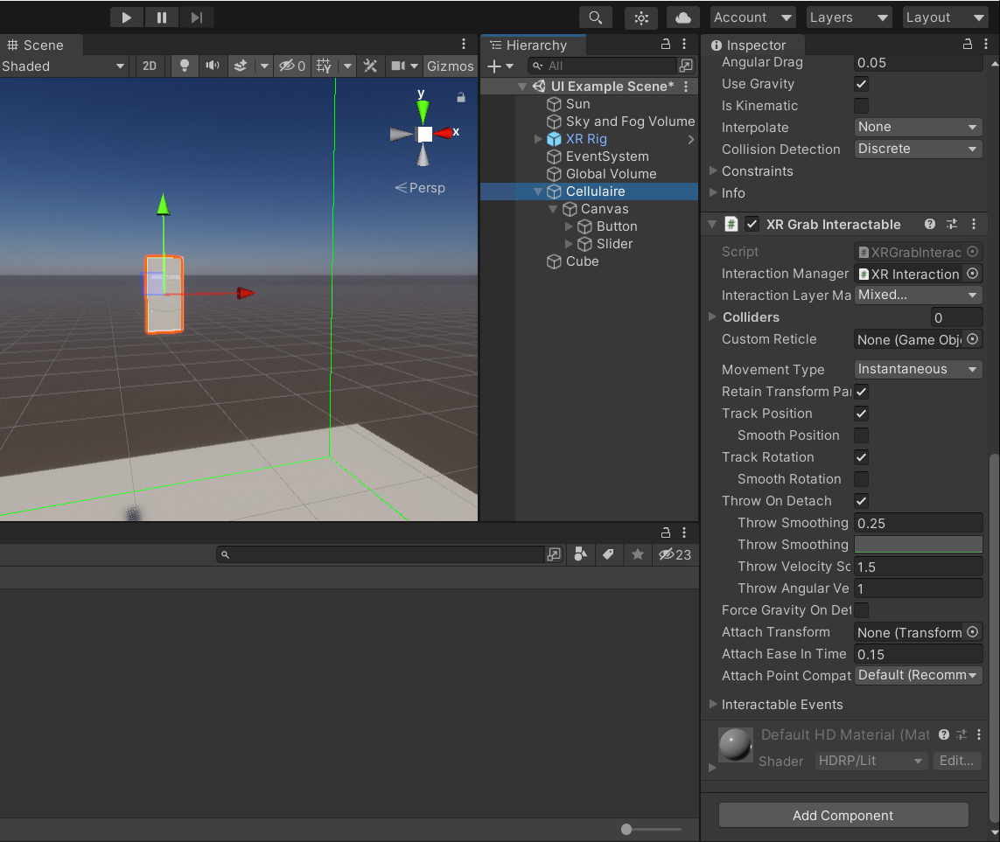 Account
Layers
Layout
Scene
Shaded
2D
0
Gizmos
y
x
Persp
Hierarchy
All
UI Example Scene*
Sun
Sky and Fog Volume
XR Rig
EventSystem
Global Volume
Cellulaire
Canvas
Button
Slider
Cube
23
Inspector
Angular Drag 0.05
Use Gravity
Is Kinematic
Interpolate None
Collision Detection Discrete
Constraints
Info
# XR Grab Interactable
Script XRGrabInterac
Interaction Manager XR Interaction
Interaction Layer Ma Mixed...
Colliders 0
Custom Reticle None (Game Obj
Movement Type Instantaneous
Retain Transform Pa
Track Position
Smooth Position
Track Rotation
Smooth Rotation
Throw On Detach
Throw Smoothing 0.25
Throw Smoothing
Throw Velocity Sc 1.5
Throw Angular Ve 1
Force Gravity On Det
Attach Transform None (Transform
Attach Ease In Time 0.15
Attach Point Compat Default (Recomm
Interactable Events
Default HD Material (Mat
Shader HDRP/Lit Edit...
Add Component